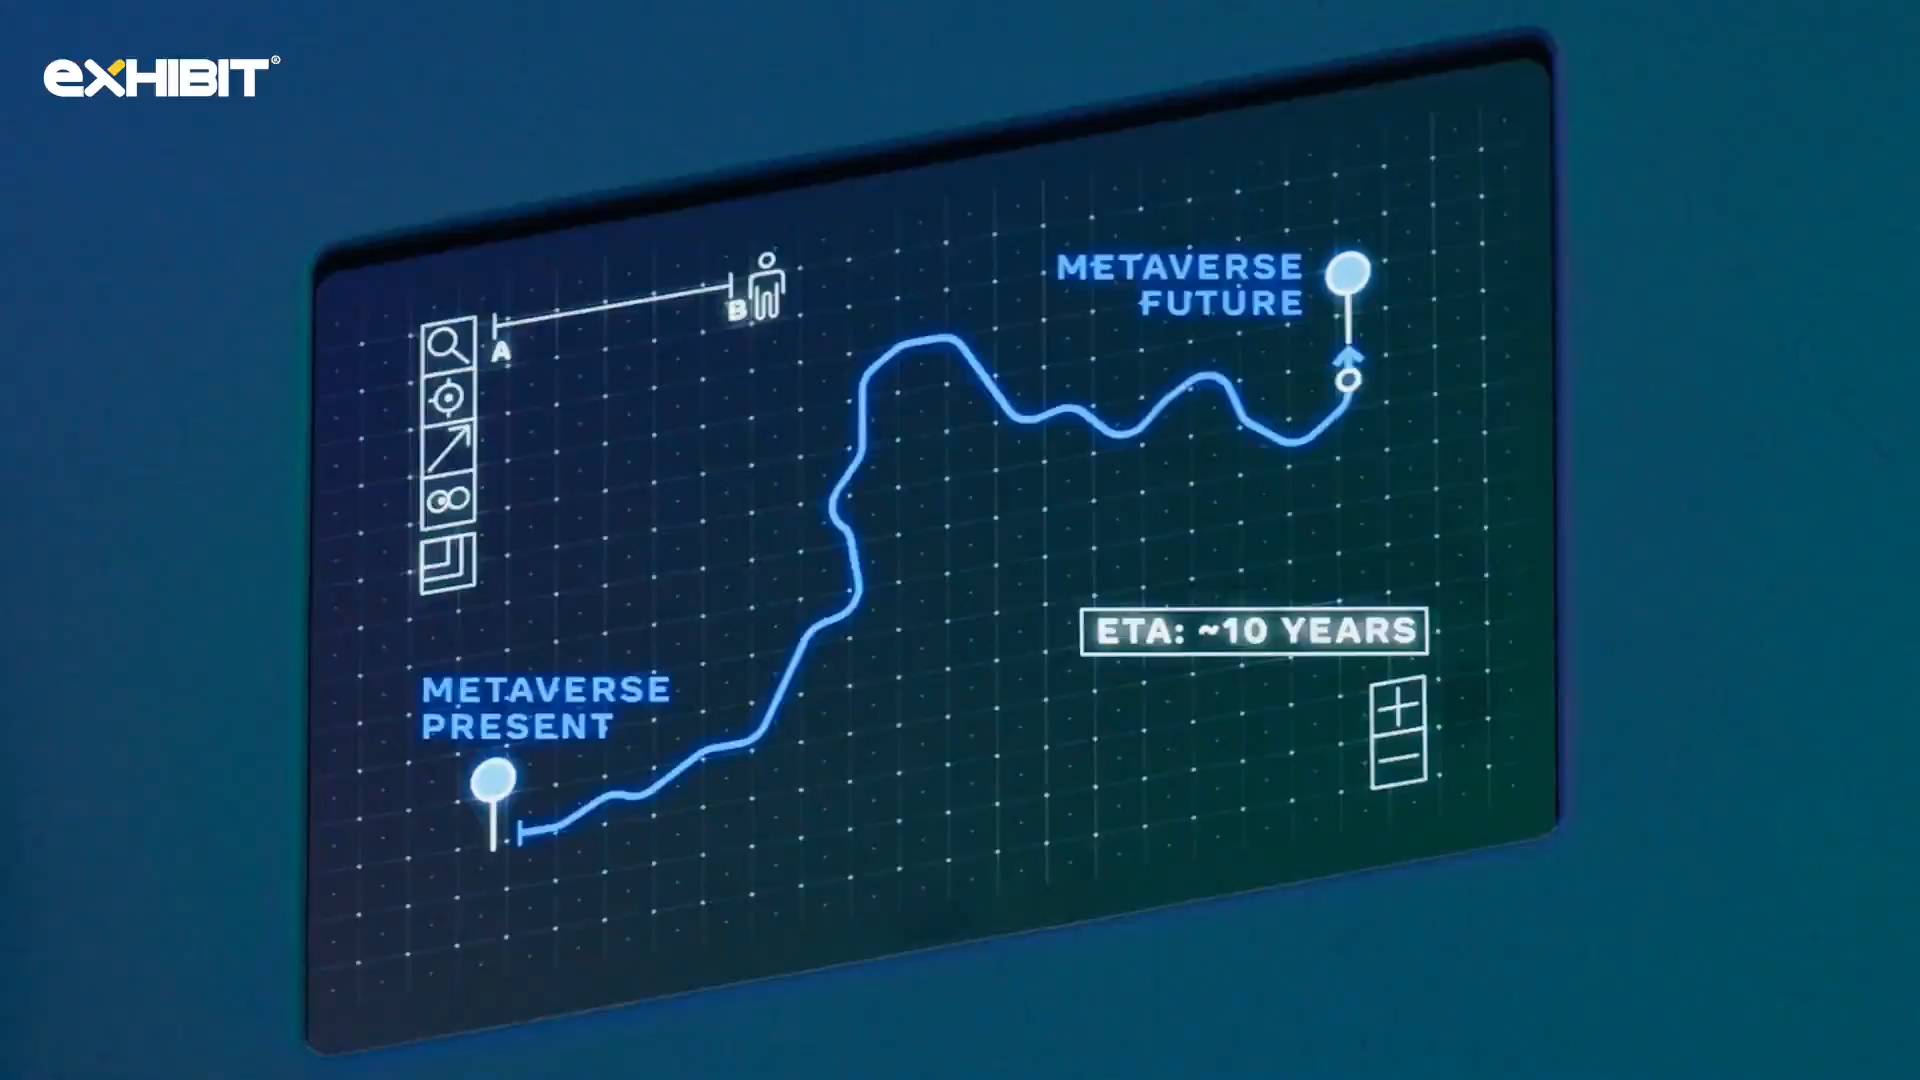 exHIBIT®
A
B
METAVERSE
FUTURE
ETA: ~10 YEARS
METAVERSE
PRESENT